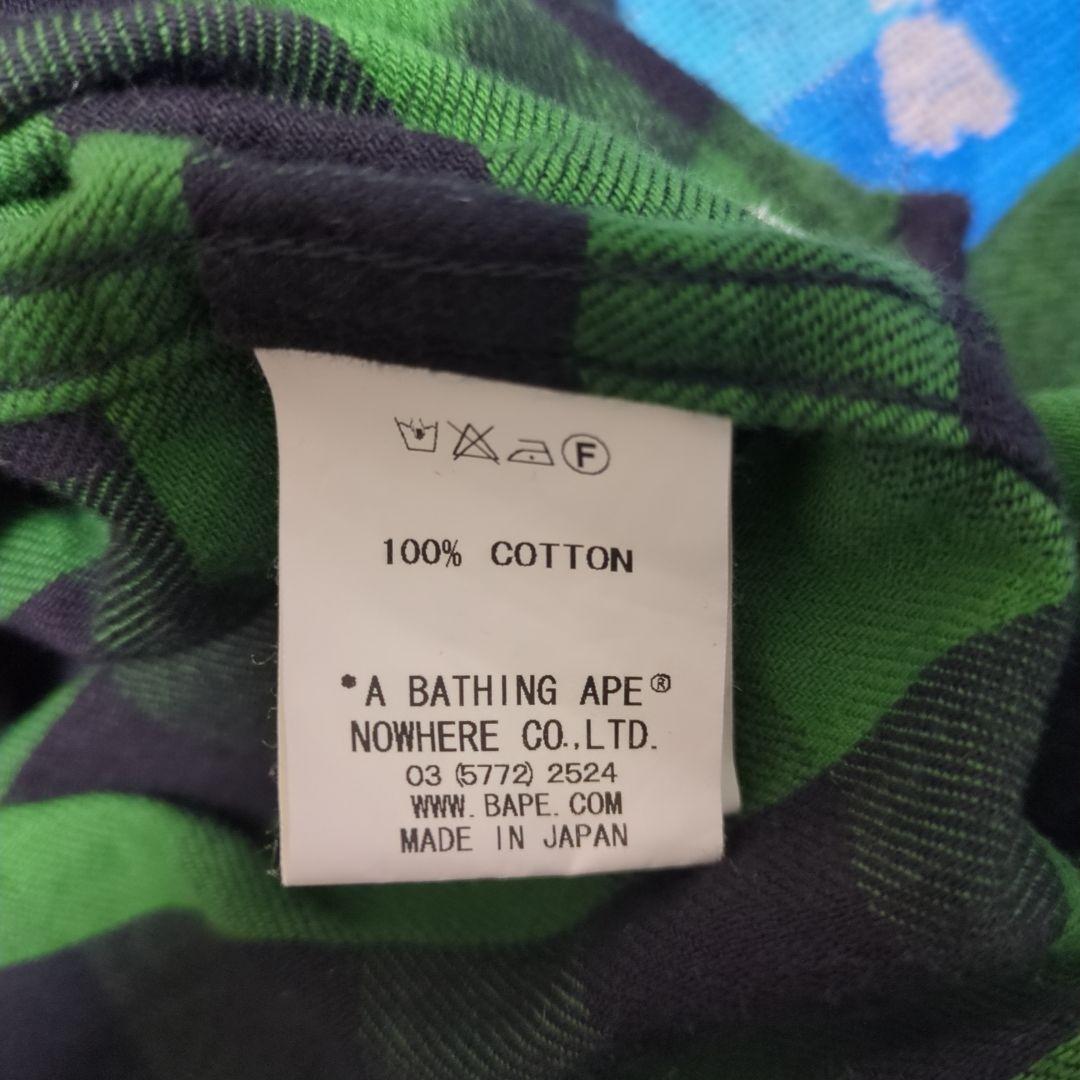 F
100% COTTON
*A BATHING APE®
NOWHERE CO.,LTD.
03 (5772) 2524
WWW. BAPE. COM
MADE IN JAPAN